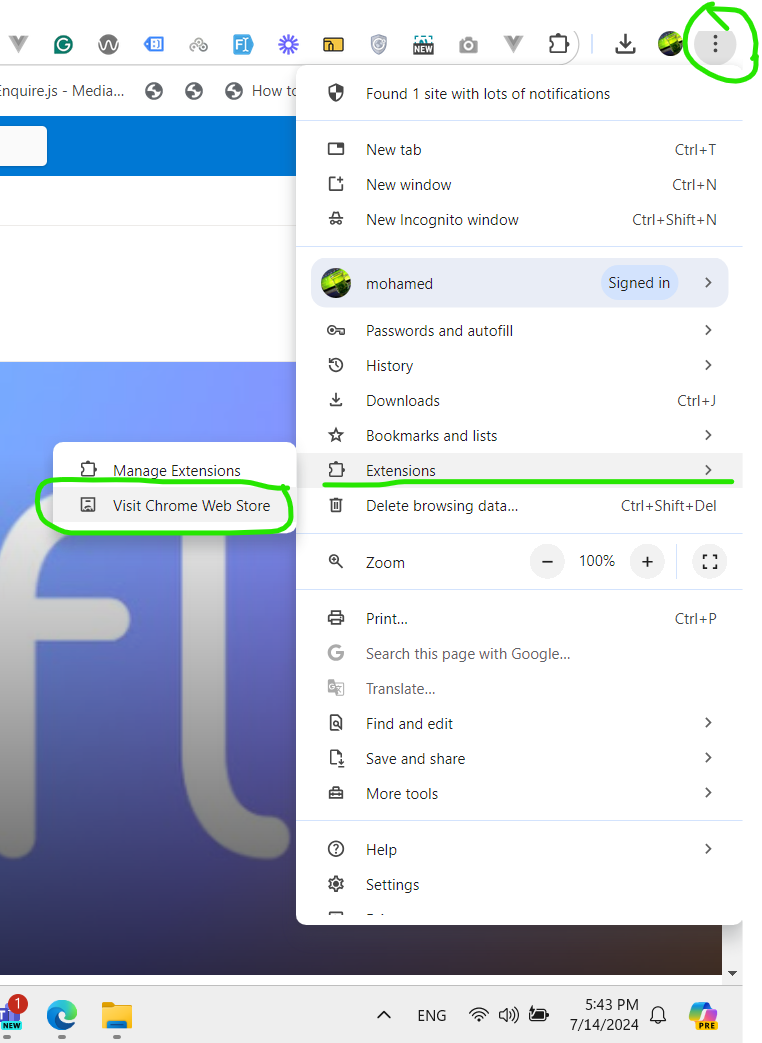 NEW
Enquire.js - Media...
How to
Found 1 site with lots of notifications
New tab Ctrl+T
New window Ctrl+N
New Incognito window Ctrl+Shift+N
mohamed Signed in
Passwords and autofill
History
Downloads Ctrl+J
Bookmarks and lists
Manage Extensions
Extensions
Visit Chrome Web Store
Delete browsing data... Ctrl+Shift+Del
Zoom 100%
Print... Ctrl+P
Search this page with Google...
Translate...
Find and edit
Save and share
More tools
Help
Settings
fl
1
NEW
ENG
5:43 PM
7/14/2024
PRE